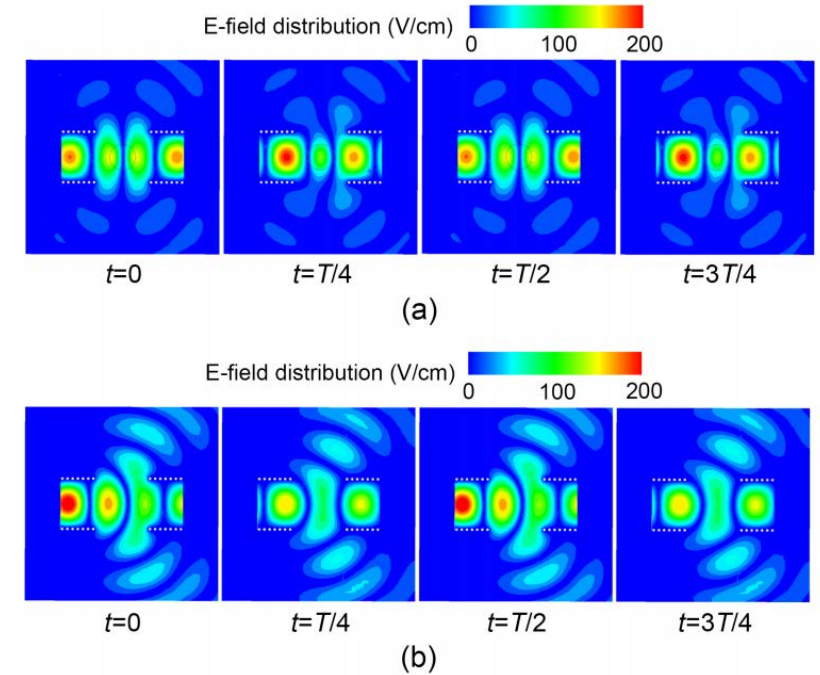 E-field distribution (V/cm)
0 100 200
t=0 t=T/4 t=T/2 t=3T/4
(a)
E-field distribution (V/cm)
0 100 200
t=0 t=T/4 t=T/2 t=3T/4
(b)